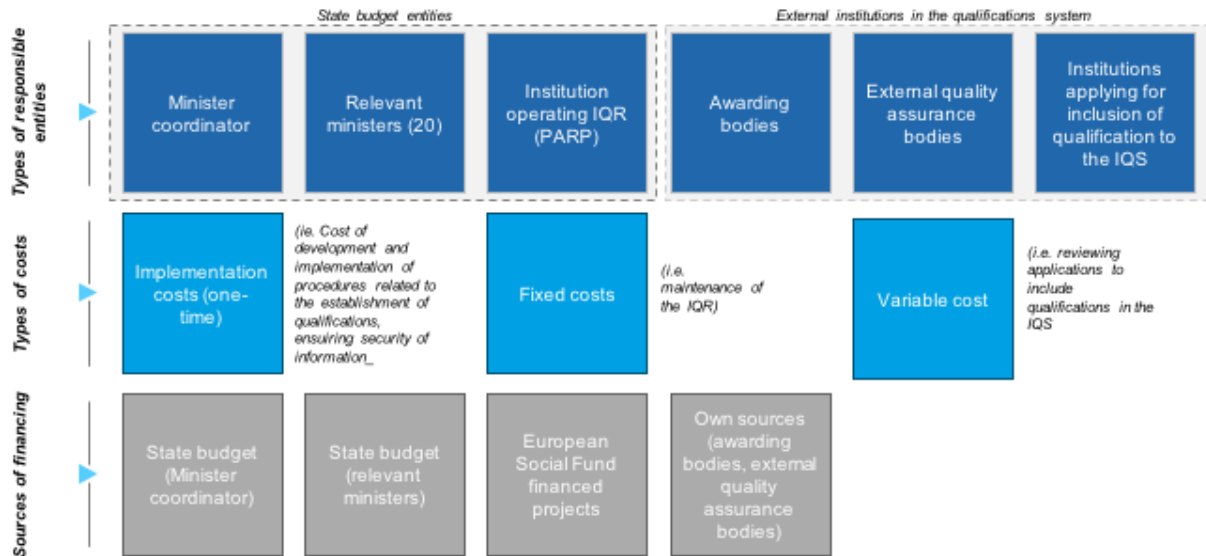 State budget entities
External institutions in the qualifications system
Types of responsible
entities
Minister
coordinator
Relevant
ministers (20)
Institution
operating IQR
(PARP)
Awarding
bodies
External quality
assurance
bodies
Institutions
applying for
inclusion of
qualification to
the IQS
Types of costs
Implementation
costs (one-
time)
(ie. Cost of
development and
implementation of
procedures related to
the establishment of
qualifications,
ensuiring security of
information_
Fixed costs
(i.e.
maintenance of
the IQR)
Variable cost
(i.e. reviewing
applications to
include
qualifications in the
IQS
Sources of financing
State budget
(Minister
coordinator)
State budget
(relevant
ministers)
European
Social Fund
financed
projects
Own sources
(awarding
bodies, external
quality
assurance
bodies)